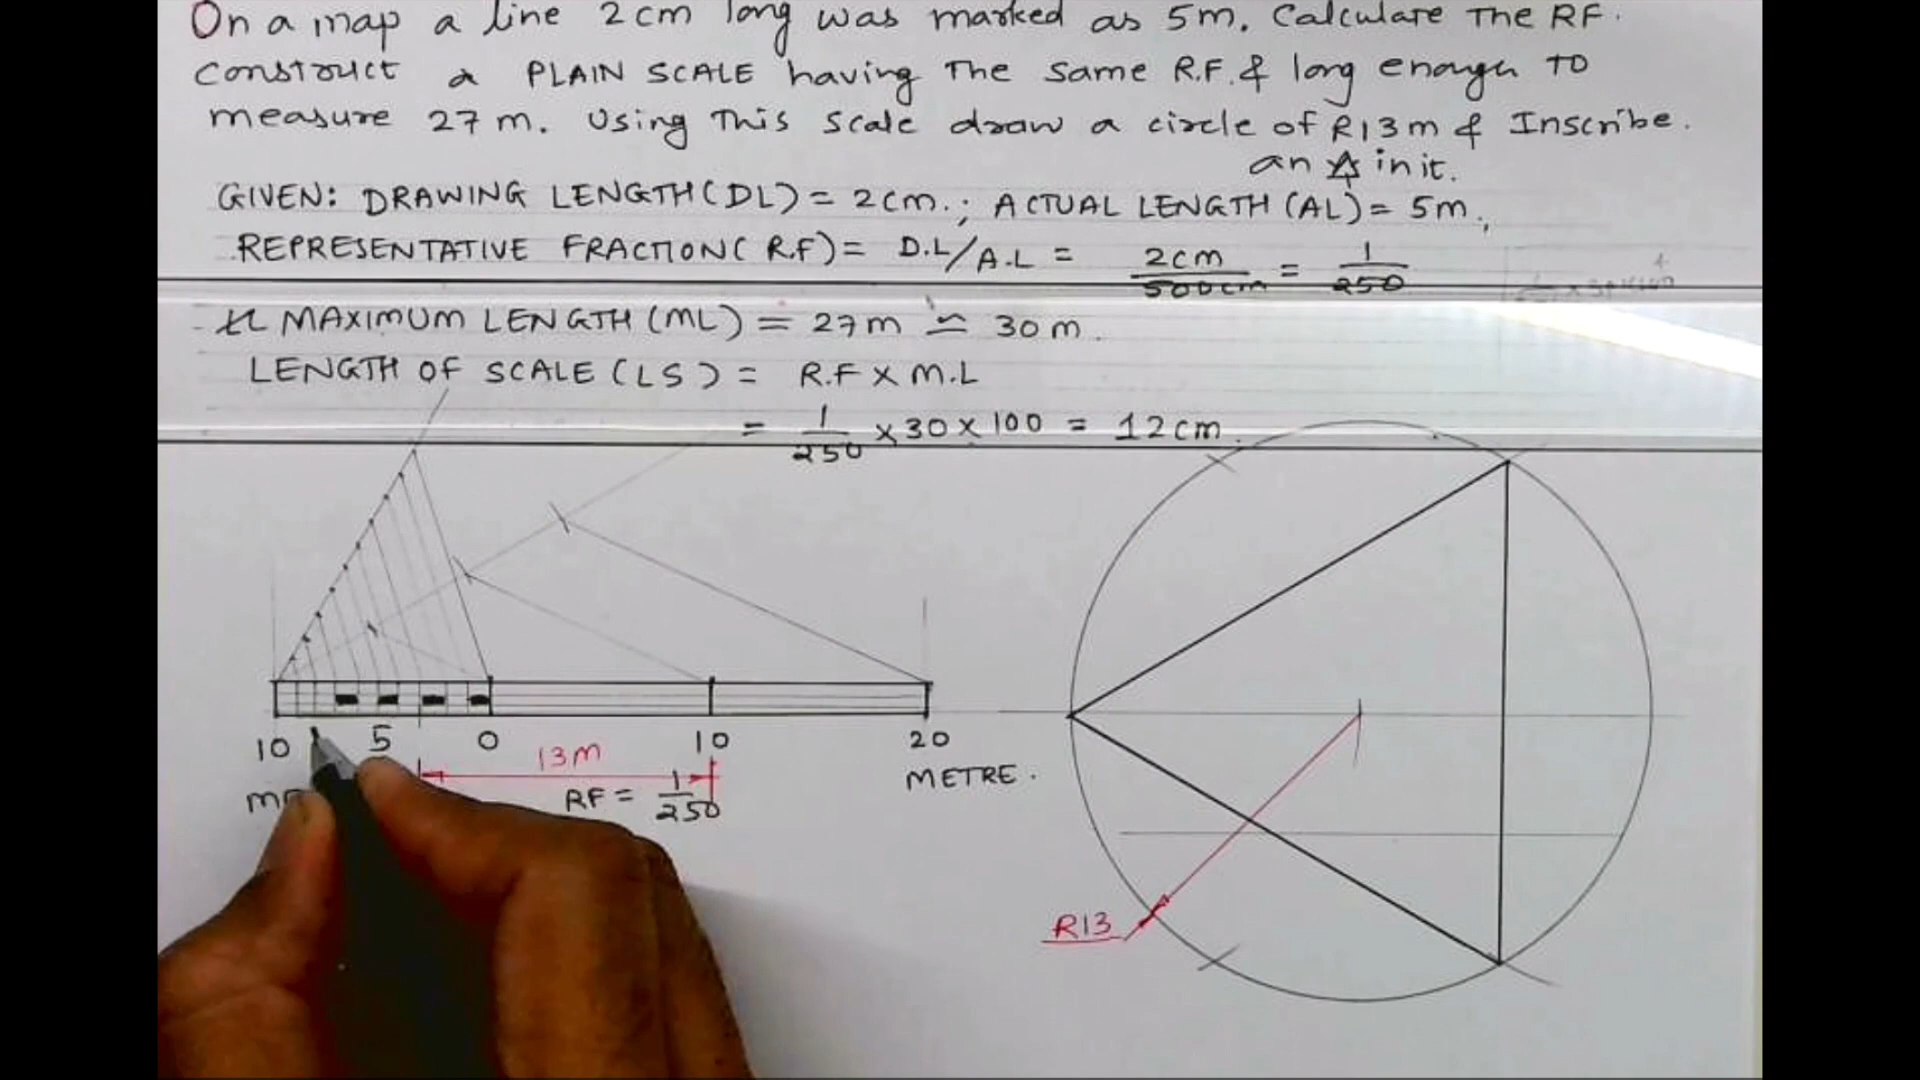 On a map a line 2cm long was marked as 5m. Calculate The RF.
Construct a PLAIN SCALE having The same R.F. & long enough TO
measure 27 m. Using This scale draw a circle of R13m & Inscribe.
an △ in it.
GIVEN: DRAWING LENGTH (DL) = 2cm.; ACTUAL LENGTH (AL) = 5m.,
REPRESENTATIVE FRACTION (R.F) = D.L/A.L = 2cm/500cm = 1/250
MAXIMUM LENGTH (ML) = 27m ≃ 30m.
LENGTH OF SCALE (LS) = R.F X M.L
= 1/250 x 30 x 100 = 12cm.
10 5 0 10 20
13m
METRE.
RF = 1/250
R13